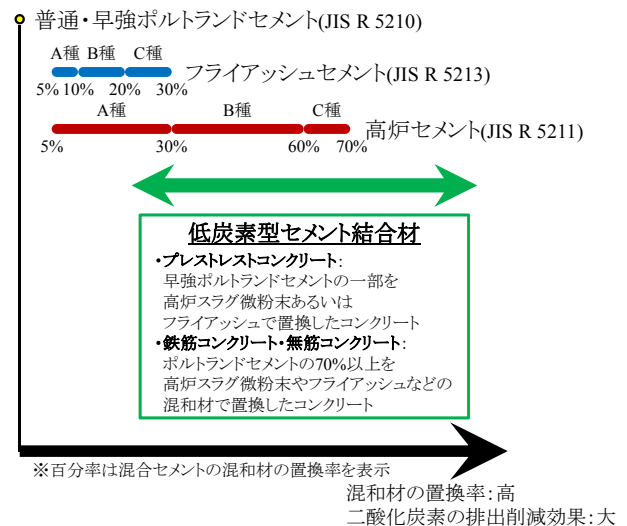 普通・早強ポルトランドセメント(JIS R 5210)
A種 B種 C種
フライアッシュセメント(JIS R 5213)
5% 10% 20% 30%
A種 B種 C種
高炉セメント(JIS R 5211)
5% 30% 60% 70%
低炭素型セメント結合材
・プレストレストコンクリート：
早強ポルトランドセメントの一部を
高炉スラグ微粉末あるいは
フライアッシュで置換したコンクリート
・鉄筋コンクリート・無筋コンクリート：
ポルトランドセメントの70%以上を
高炉スラグ微粉末やフライアッシュなどの
混和材で置換したコンクリート
※百分率は混合セメントの混和材の置換率を表示
混和材の置換率：高
二酸化炭素の排出削減効果：大